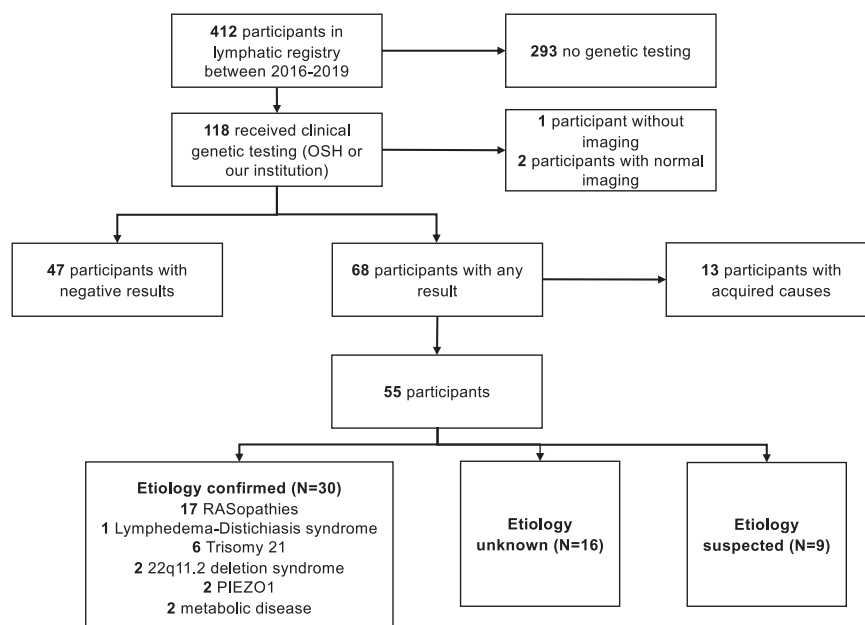 412 participants in
lymphatic registry
between 2016-2019
293 no genetic testing
118 received clinical
genetic testing (OSH or
our institution)
1 participant without
imaging
2 participants with normal
imaging
47 participants with
negative results
68 participants with any
result
13 participants with
acquired causes
55 participants
Etiology confirmed (N=30)
17 RASopathies
1 Lymphedema-Distichiasis syndrome
6 Trisomy 21
2 22q11.2 deletion syndrome
2 PIEZO1
2 metabolic disease
Etiology
unknown (N=16)
Etiology
suspected (N=9)